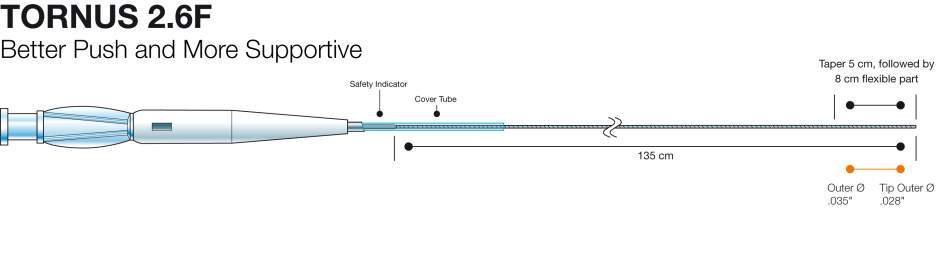 TORNUS 2.6F
Better Push and More Supportive
Taper 5 cm, followed by
8 cm flexible part
Safety Indicator
Cover Tube
135 cm
Outer Ø
.035"
Tip Outer Ø
.028"